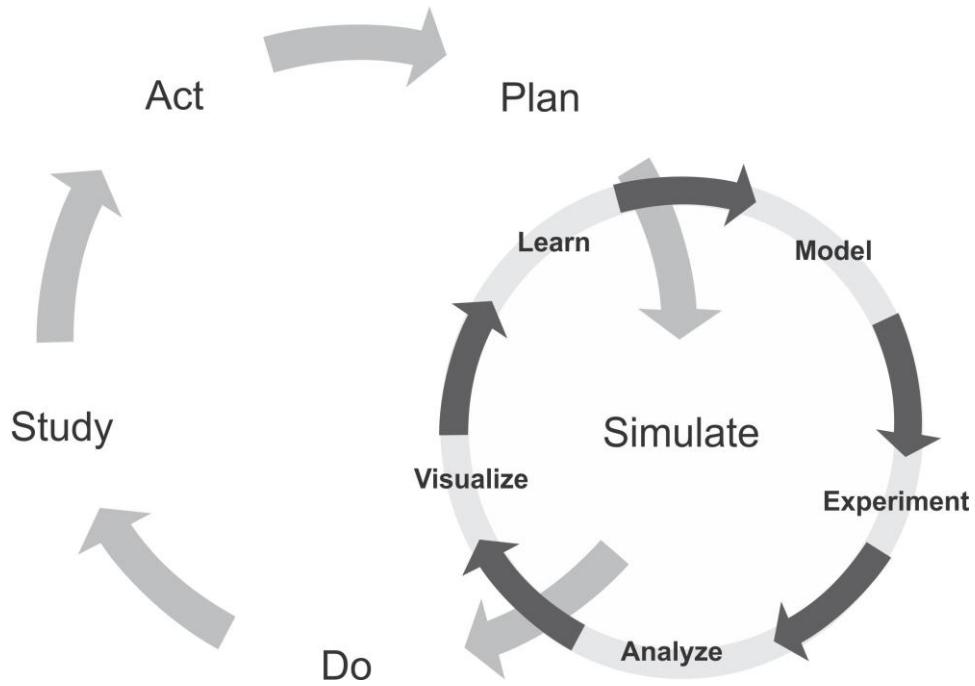 Act
Plan
Learn
Model
Study
Simulate
Visualize
Experiment
Analyze
Do